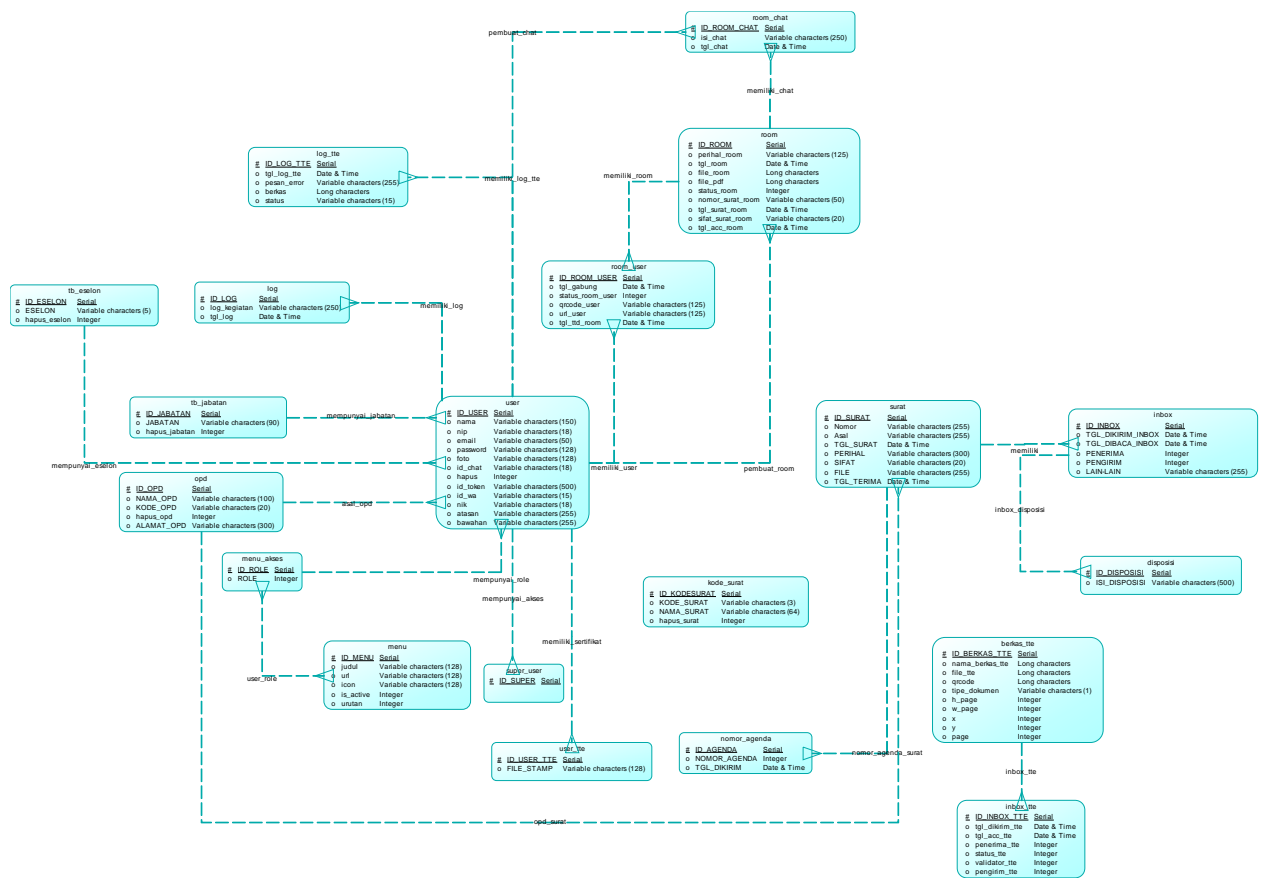 room_chat
# ID_ROOM_CHAT Serial
o isi_chat Variable characters (250)
o tgl_chat Date & Time
pembuat_chat
memiliki_chat
room
# ID_ROOM Serial
o perihal_room Variable characters (125)
o tgl_room Date & Time
o file_room Long characters
o file_pdf Long characters
o status_room Integer
o nomor_surat_room Variable characters (50)
o tgl_surat_room Date & Time
o sifat_surat_room Variable characters (20)
o tgl_acc_room Date & Time
log_tte
# ID_LOG_TTE Serial
o tgl_log_tte Date & Time
o pesan_error Variable characters (255)
o berkas Long characters
o status Variable characters (15)
memiliki_log_tte
memiliki_room
room_user
# ID_ROOM_USER Serial
o tgl_gabung Date & Time
o status_room_user Integer
o qrcode_user Variable characters (125)
o url_user Variable characters (125)
o tgl_ttd_room Date & Time
tb_eselon
# ID_ESELON Serial
o ESELON Variable characters (5)
o hapus_eselon Integer
log
# ID_LOG Serial
o log_kegiatan Variable characters (250)
o tgl_log Date & Time
memiliki_log
tb_jabatan
# ID_JABATAN Serial
o JABATAN Variable characters (90)
o hapus_jabatan Integer
mempunyai_jabatan
user
# ID_USER Serial
o nama Variable characters (150)
o nip Variable characters (18)
o email Variable characters (50)
o password Variable characters (128)
o foto Variable characters (128)
o id_chat Variable characters (18)
o hapus Integer
o id_token Variable characters (500)
o id_wa Variable characters (15)
o nik Variable characters (18)
o atasan Variable characters (255)
o bawahan Variable characters (255)
surat
# ID_SURAT Serial
o Nomor Variable characters (255)
o Asal Variable characters (255)
o TGL_SURAT Date & Time
o PERIHAL Variable characters (300)
o SIFAT Variable characters (20)
o FILE Variable characters (255)
o TGL_TERIMA Date & Time
inbox
# ID_INBOX Serial
o TGL_DIKIRIM_INBOX Date & Time
o TGL_DIBACA_INBOX Date & Time
o PENERIMA Integer
o PENGIRIM Integer
o LAIN-LAIN Variable characters (255)
memiliki
mempunyai_eselon
memiliki_user
pembuat_room
opd
# ID_OPD Serial
o NAMA_OPD Variable characters (100)
o KODE_OPD Variable characters (20)
o hapus_opd Integer
o ALAMAT_OPD Variable characters (300)
asal_opd
inbox_disposisi
menu_akses
# ID_ROLE Serial
o ROLE Integer
mempunyai_role
mempunyai_akses
kode_surat
# ID_KODESURAT Serial
o KODE_SURAT Variable characters (3)
o NAMA_SURAT Variable characters (64)
o hapus_surat Integer
disposisi
# ID_DISPOSISI Serial
o ISI_DISPOSISI Variable characters (500)
memiliki_sertifikat
menu
# ID_MENU Serial
o judul Variable characters (128)
o url Variable characters (128)
o icon Variable characters (128)
o is_active Integer
o urutan Integer
user_role
super_user
# ID_SUPER Serial
berkas_tte
# ID_BERKAS_TTE Serial
o nama_berkas_tte Long characters
o file_tte Long characters
o qrcode Long characters
o tipe_dokumen Variable characters (1)
o h_page Integer
o w_page Integer
o x Integer
o y Integer
o page Integer
user_tte
# ID_USER_TTE Serial
o FILE_STAMP Variable characters (128)
nomor_agenda
# ID_AGENDA Serial
o NOMOR_AGENDA Integer
o TGL_DIKIRIM Date & Time
nomor_agenda_surat
inbox_tte
opd_surat
inbox_tte
# ID_INBOX_TTE Serial
o tgl_dikirim_tte Date & Time
o tgl_acc_tte Date & Time
o penerima_tte Integer
o status_tte Integer
o validator_tte Integer
o pengirim_tte Integer